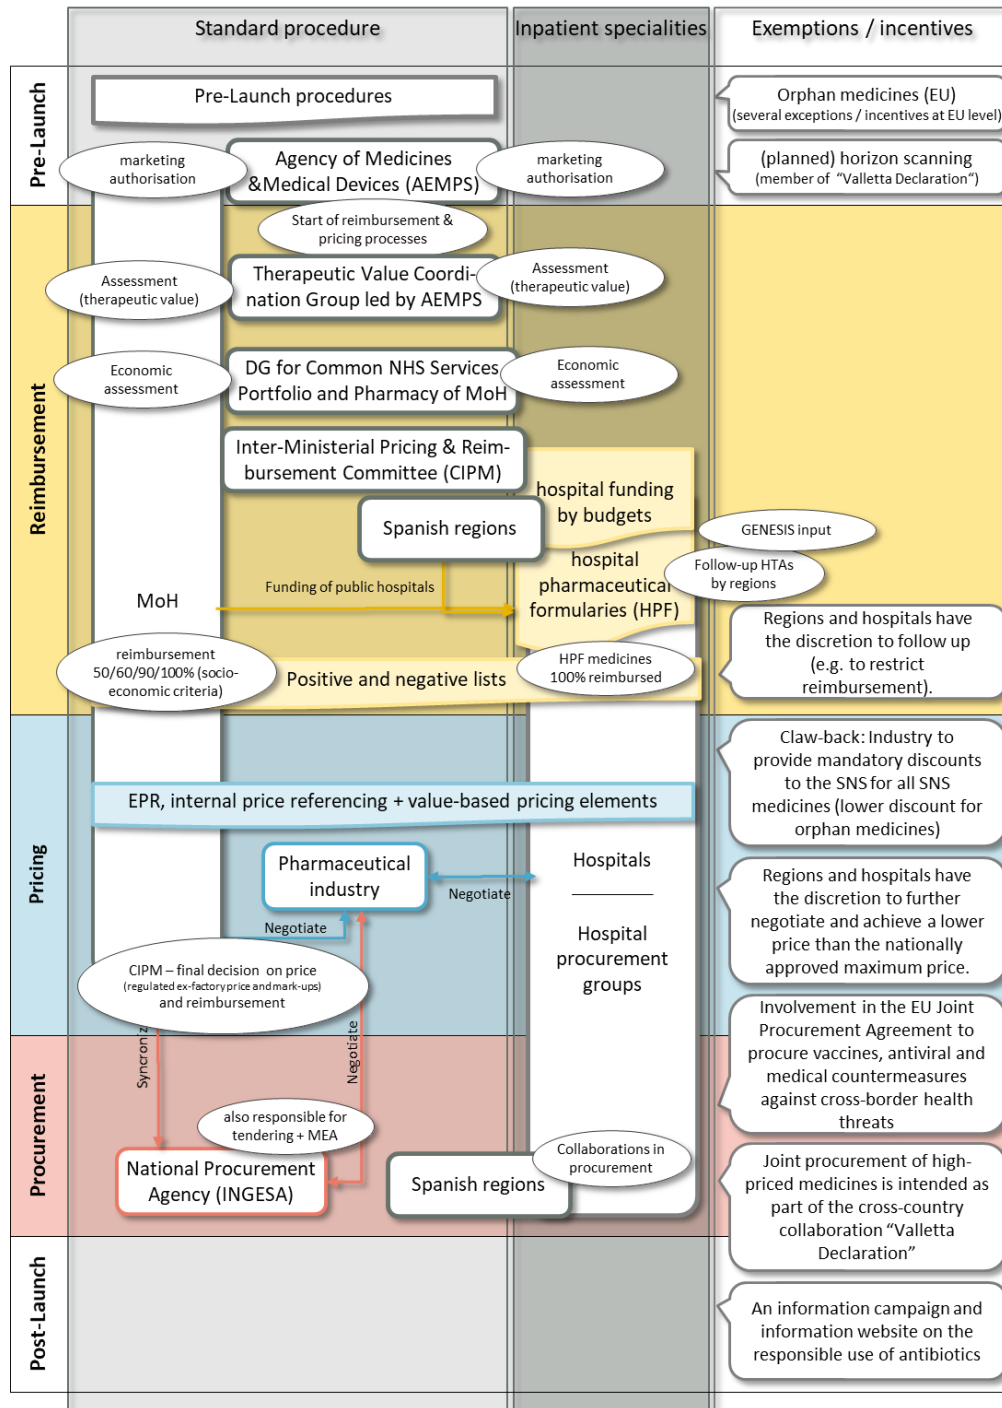 Standard procedure
Inpatient specialities
Exemptions / incentives
Pre-Launch
Pre-Launch procedures
Orphan medicines (EU)
(several exceptions / incentives at EU level)
marketing
authorisation
Agency of Medicines
&Medical Devices (AEMPS)
marketing
authorisation
(planned) horizon scanning
(member of “Valletta Declaration“)
Reimbursement
Start of reimbursement &
pricing processes
Assessment
(therapeutic value)
Therapeutic Value Coordi-
nation Group led by AEMPS
Assessment
(therapeutic value)
Economic
assessment
DG for Common NHS Services
Portfolio and Pharmacy of MoH
Economic
assessment
Inter-Ministerial Pricing & Reim-
bursement Committee (CIPM)
hospital funding
by budgets
Spanish regions
GENESIS input
hospital
pharmaceutical
formularies (HPF)
Follow-up HTAs
by regions
Funding of public hospitals
MoH
Regions and hospitals have
the discretion to follow up
(e.g. to restrict
reimbursement).
reimbursement
50/60/90/100% (socio-
economic criteria)
Positive and negative lists
HPF medicines
100% reimbursed
Pricing
Claw-back: Industry to
provide mandatory discounts
to the SNS for all SNS
medicines (lower discount for
orphan medicines)
EPR, internal price referencing + value-based pricing elements
Pharmaceutical
industry
Negotiate
Hospitals
Hospital
procurement
groups
Negotiate
Regions and hospitals have
the discretion to further
negotiate and achieve a lower
price than the nationally
approved maximum price.
CIPM – final decision on price
(regulated ex-factory price and mark-ups)
and reimbursement
Syncroniz
Negotiate
Involvement in the EU Joint
Procurement Agreement to
procure vaccines, antiviral and
medical countermeasures
against cross-border health
threats
Procurement
also responsible for
tendering + MEA
National Procurement
Agency (INGESA)
Spanish regions
Collaborations in
procurement
Joint procurement of high-
priced medicines is intended as
part of the cross-country
collaboration “Valletta
Declaration”
Post-Launch
An information campaign and
information website on the
responsible use of antibiotics